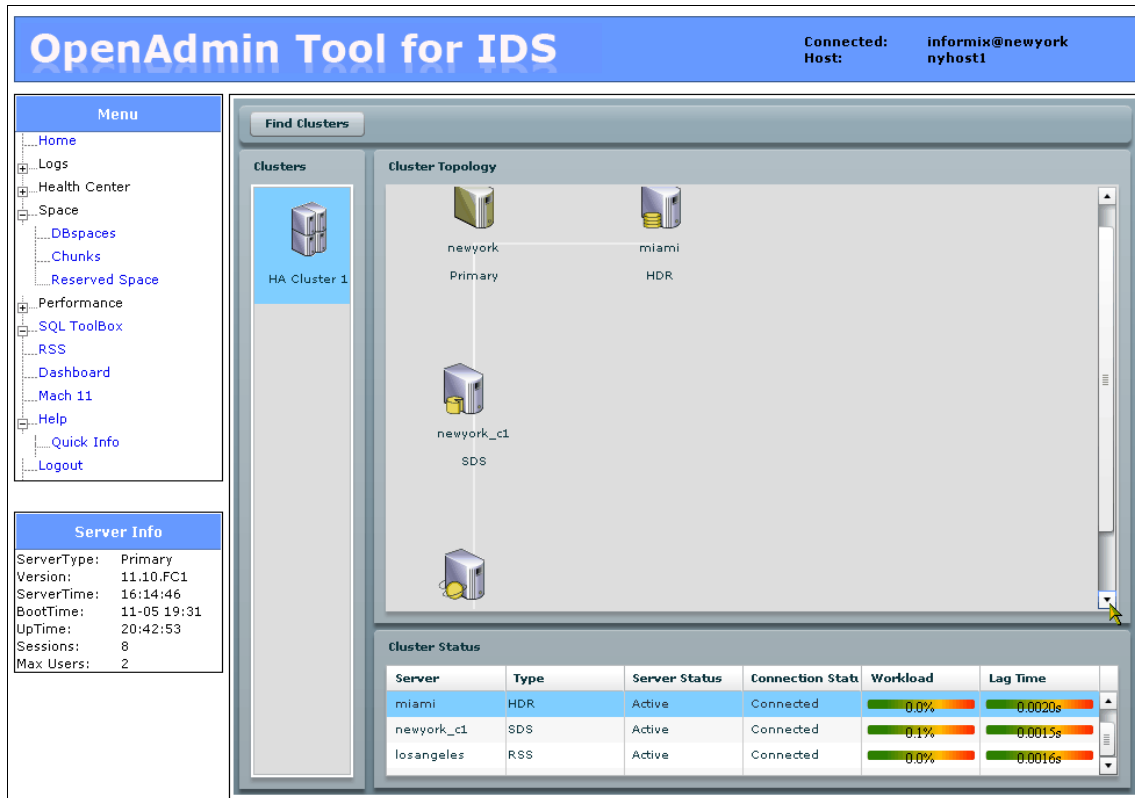 OpenAdmin Tool for IDS
Connected: informix@newyork
Host: nyhost1
Menu
Home
Logs
Health Center
Space
DBspaces
Chunks
Reserved Space
Performance
SQL ToolBox
RSS
Dashboard
Mach 11
Help
Quick Info
Logout
Server Info
ServerType: Primary
Version: 11.10.FC1
ServerTime: 16:14:46
BootTime: 11-05 19:31
UpTime: 20:42:53
Sessions: 8
Max Users: 2
Find Clusters
Clusters
HA Cluster 1
Cluster Topology
newyork miami
Primary HDR
newyork_c1
SDS
Cluster Status
Server Type Server Status Connection Statu Workload Lag Time
miami HDR Active Connected 0.0% 0.0020s
newyork_c1 SDS Active Connected 0.1% 0.0015s
losangeles RSS Active Connected 0.0% 0.0016s